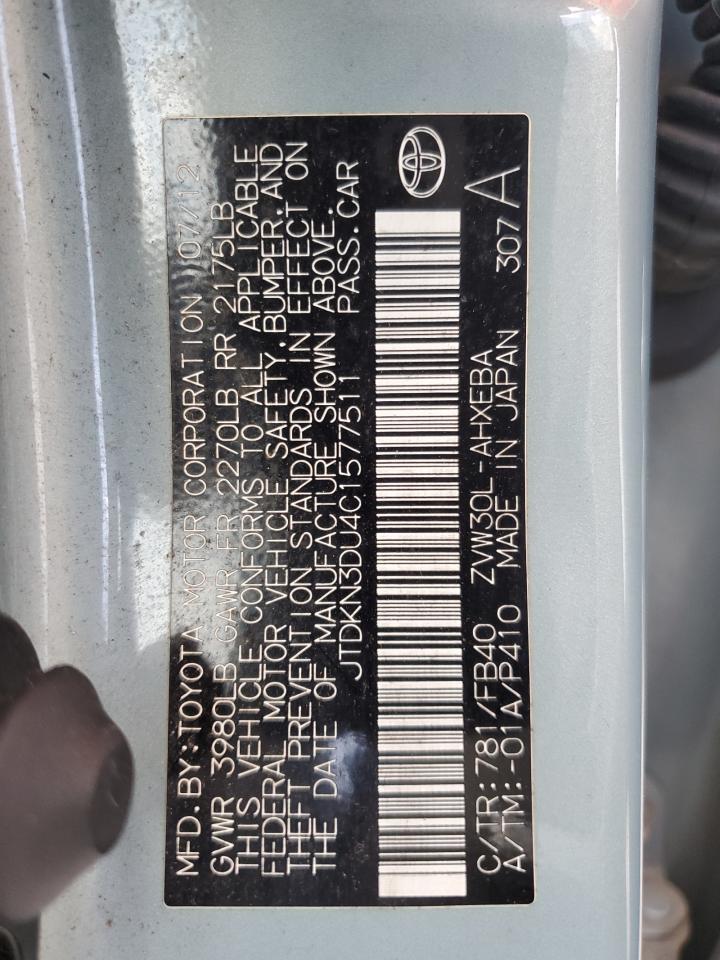 MFD.BY:TOYOTA MOTOR CORPORATION 07/12
GVWR 3980LB GAWR FR 2270LB RR 2175LB
THIS VEHICLE CONFORMS TO ALL APPLICABLE
FEDERAL MOTOR VEHICLE SAFETY,BUMPER,AND
THEFT PREVENTION STANDARDS IN EFFECT ON
THE DATE OF MANUFACTURE SHOWN ABOVE.
JTDKN3DU4C1577511 PASS.CAR
C/TR:781/FB40 ZVW30L-AHXEBA
A/TM:-01A/P410 MADE IN JAPAN 307 A